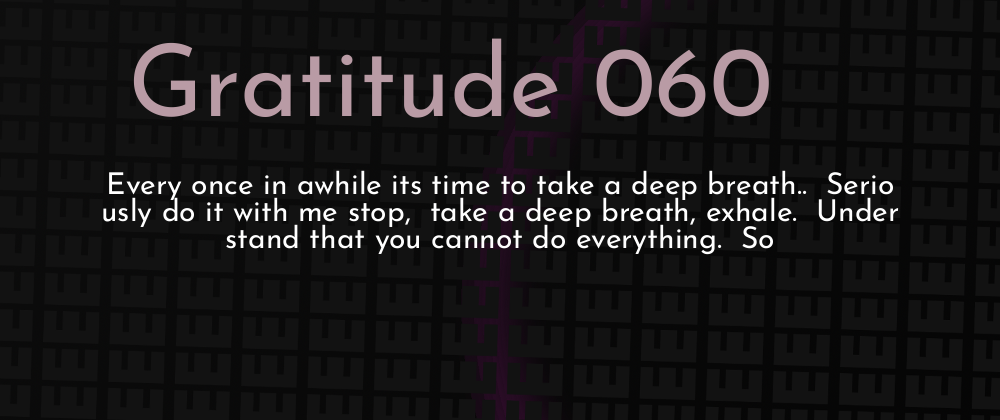 Gratitude 060
Every once in awhile its time to take a deep breath..  Serio
usly do it with me stop,  take a deep breath, exhale.  Under
stand that you cannot do everything.  So